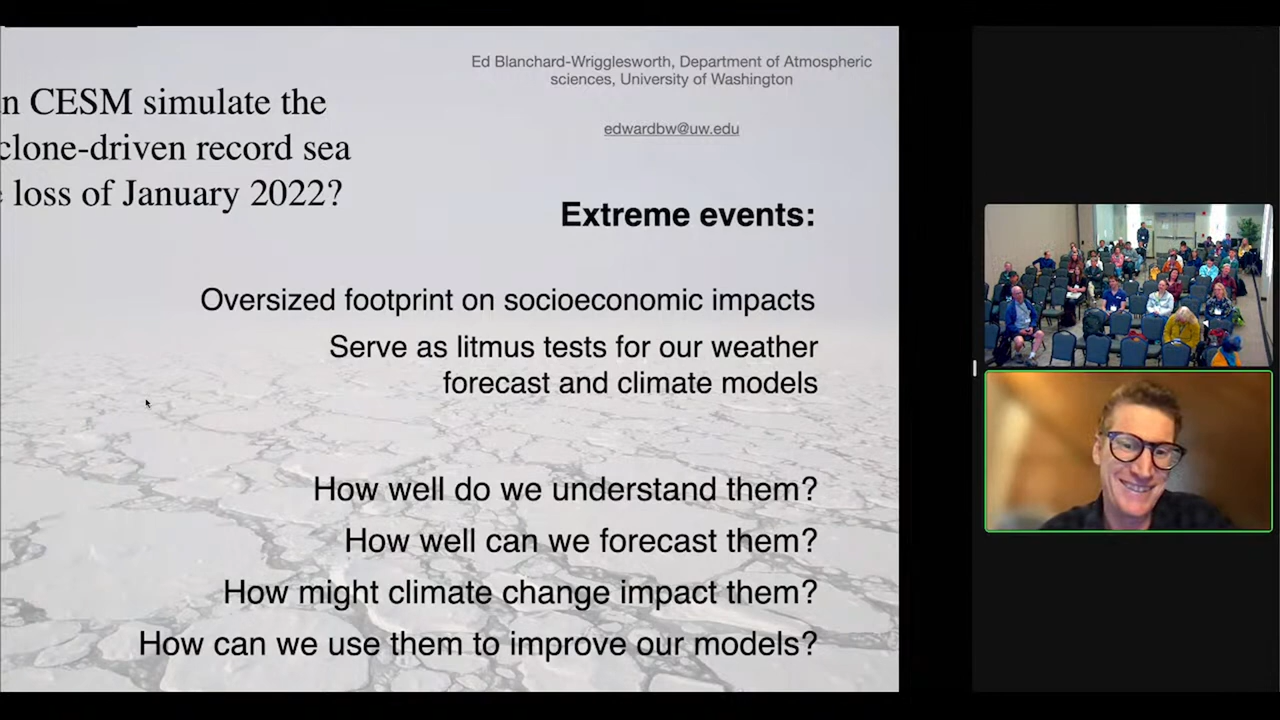 Ed Blanchard-Wrigglesworth, Department of Atmospheric
sciences, University of Washington
edwardbw@uw.edu
n CESM simulate the
clone-driven record sea
loss of January 2022?
Extreme events:
Oversized footprint on socioeconomic impacts
Serve as litmus tests for our weather
forecast and climate models
How well do we understand them?
How well can we forecast them?
How might climate change impact them?
How can we use them to improve our models?